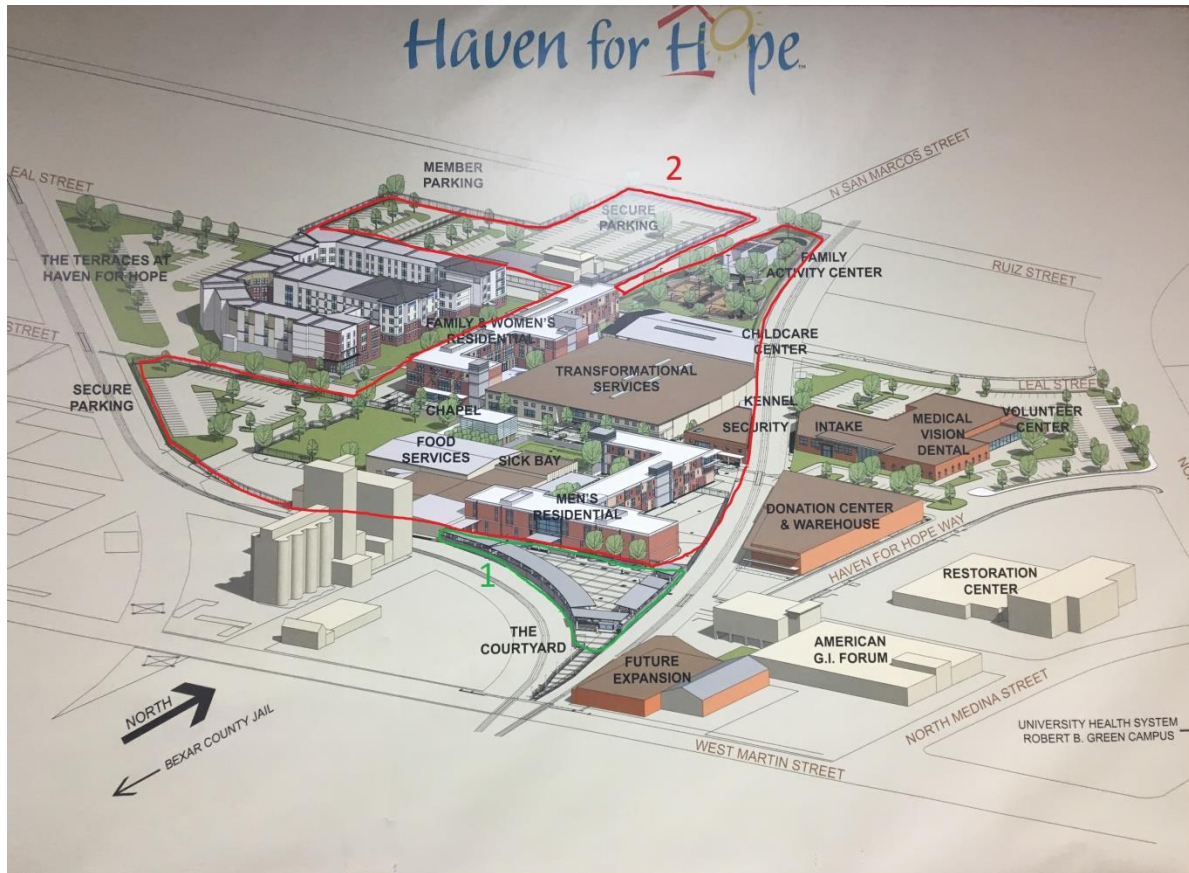 Haven for Hope
2
N SAN MARCOS STREET
MEMBER
PARKING
EAL STREET
SECURE
PARKING
THE TERRACES AT
HAVEN FOR HOPE
FAMILY
ACTIVITY CENTER
RUIZ STREET
STREET
FAMILY & WOMEN'S
RESIDENTIAL
CHILDCARE
CENTER
TRANSFORMATIONAL
SERVICES
SECURE
PARKING
LEAL STREE
CHAPEL
KENNEL
SECURITY
INTAKE
MEDICAL
VISION
DENTAL
VOLUNTEER
CENTER
FOOD
SERVICES
SICK BAY
MEN'S
RESIDENTIAL
DONATION CENTER
& WAREHOUSE
HAVEN FOR HOPE WAY
1
RESTORATION
CENTER
THE
COURTYARD
FUTURE
EXPANSION
AMERICAN
G.I. FORUM
NORTH
BEXAR COUNTY JAIL
WEST MARTIN STREET
NORTH MEDINA STREET
UNIVERSITY HEALTH SYSTEM
ROBERT B. GREEN CAMPUS